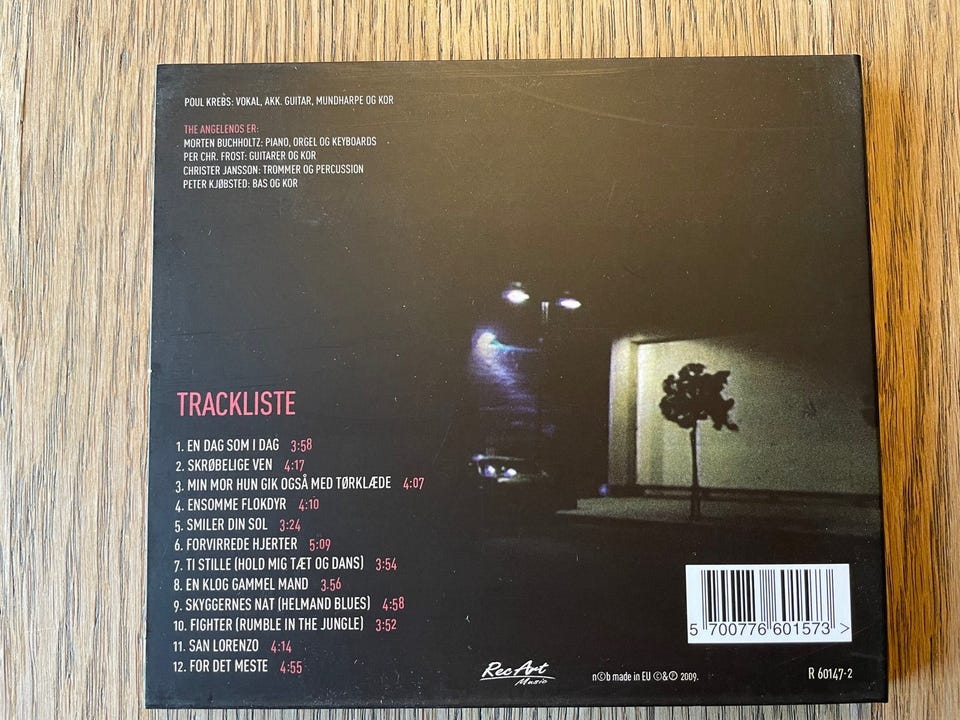 POUL KREBS: VOKAL, AKK. GUITAR, MUNDHARPE OG KOR
THE ANGELENOS ER:
MORTEN BUCHHOLTZ: PIANO, ORGEL OG KEYBOARDS
PER CHR. FROST: GUITARER OG KOR
CHRISTER JANSSON: TROMMER OG PERCUSSION
PETER KJØBSTED: BAS OG KOR
TRACKLISTE
1. EN DAG SOM I DAG 3:58
2. SKRØBELIGE VEN 4:17
3. MIN MOR HUN GIK OGSÅ MED TØRKLÆDE 4:07
4. ENSOMME FLOKDYR 4:10
5. SMILER DIN SOL 3:24
6. FORVIRREDE HJERTER 5:09
7. TI STILLE (HOLD MIG TÆT OG DANS) 3:54
8. EN KLOG GAMMEL MAND 3.56
9. SKYGGERNES NAT (HELMAND BLUES) 4:58
10. FIGHTER (RUMBLE IN THE JUNGLE) 3:52
11. SAN LORENZO 4:14
12. FOR DET MESTE 4:55
RecArt
Music
n©b made in EU ©&℗ 2009.
5 700776 601573 >
R 60147-2